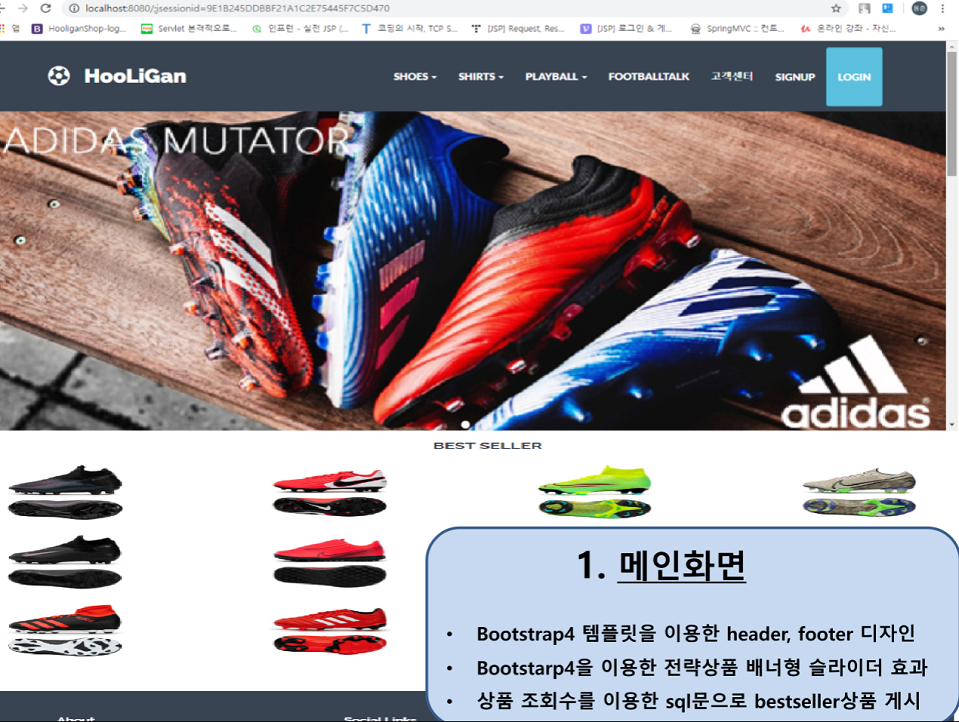 localhost:8080/jsessionid=9E1B245DDBBF21A1C2E75445F7C5D470
앱 HooliganShop-log... Servlet 본격적으로... 인프런 - 실전 JSP (... 코딩의 시작, TCP S... [JSP] Request, Res... [JSP] 로그인 & 게... SpringMVC :: 컨트... 온라인 강좌 - 자신... »
HooLiGan SHOES SHIRTS PLAYBALL FOOTBALLTALK 고객센터 SIGNUP LOGIN
ADIDAS MUTATOR
adidas
BEST SELLER
1. 메인화면
• Bootstrap4 템플릿을 이용한 header, footer 디자인
• Bootstarp4을 이용한 전략상품 배너형 슬라이더 효과
• 상품 조회수를 이용한 sql문으로 bestseller상품 게시
About Social Links